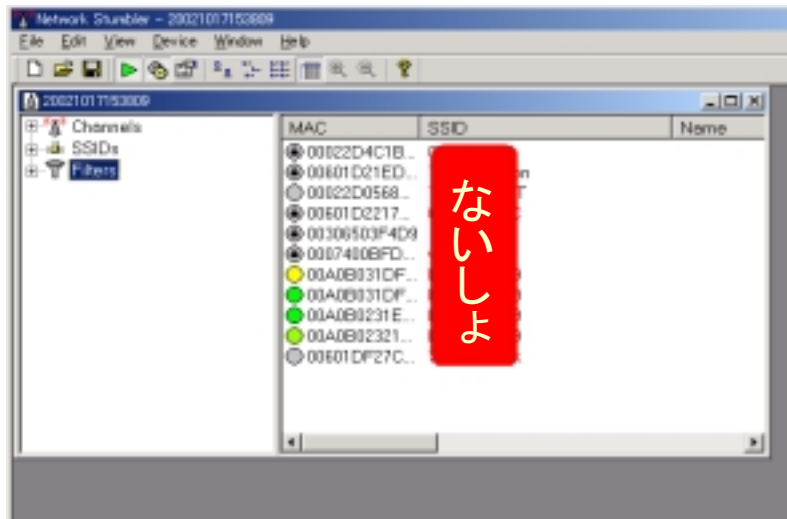 Network Stumbler - 20021017153809
File Edit View Device Window Help
20021017153809
Channels
SSIDs
Filters
MAC SSID Name
00022D4C1B...
00601D21ED...
00022D0568...
00601D2217...
00306503F4D9
0007400BFD...
00A0B031DF...
00A0B031DF...
00A0B0231E...
00A0B02321...
00601DF27C...
ないしょ